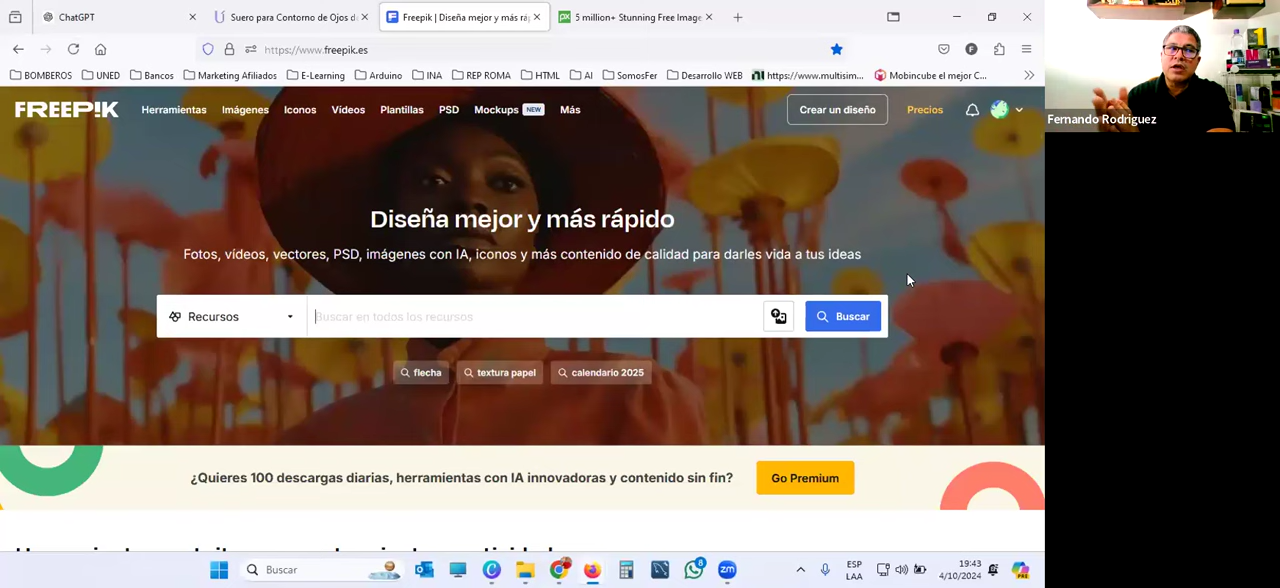 ChatGPT
Suero para Contorno de Ojos d
Freepik | Diseña mejor y más rá
5 million+ Stunning Free Image
https://www.freepik.es
BOMBEROS
UNED
Bancos
Marketing Afiliados
E-Learning
Arduino
INA
REP ROMA
HTML
AI
SomosFer
Desarrollo WEB
https://www.multisim...
Mobincube el mejor C...
FREEPIK
Herramientas
Imágenes
Iconos
Vídeos
Plantillas
PSD
Mockups NEW
Más
Crear un diseño
Precios
Fernando Rodriguez
Diseña mejor y más rápido
Fotos, vídeos, vectores, PSD, imágenes con IA, iconos y más contenido de calidad para darles vida a tus ideas
Recursos
Buscar en todos los recursos
Buscar
flecha
textura papel
calendario 2025
¿Quieres 100 descargas diarias, herramientas con IA innovadoras y contenido sin fin?
Go Premium
Buscar
8
zm
ESP
LAA
19:43
4/10/2024